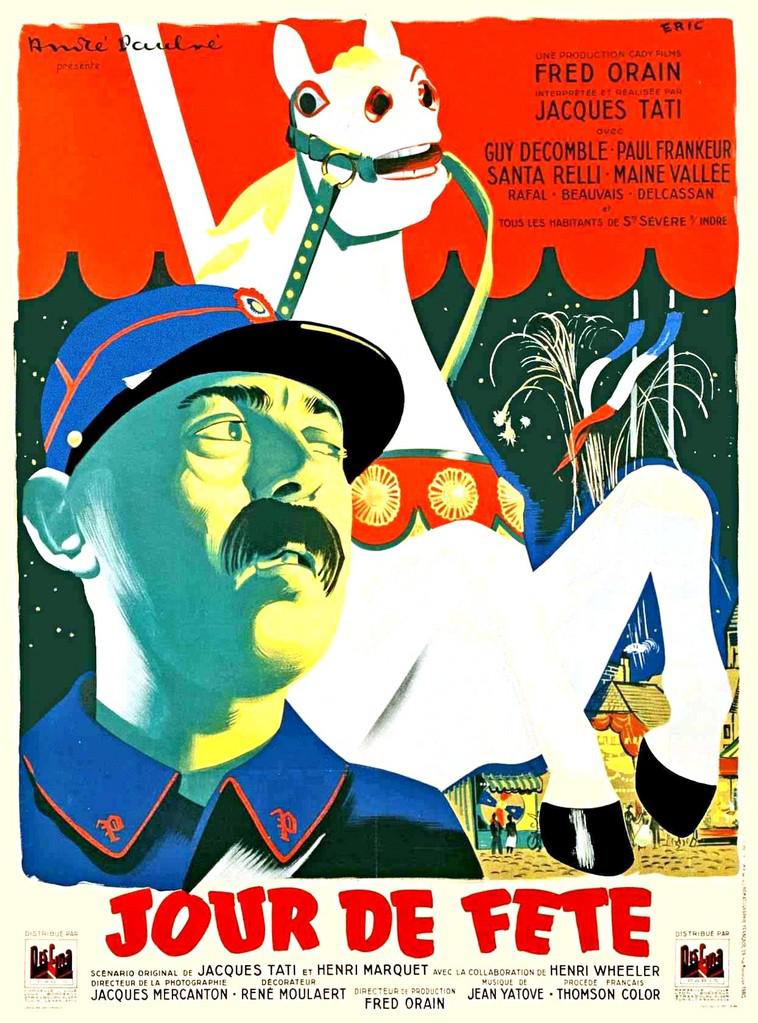 André Paulvé
présente
ERIC
UNE PRODUCTION CADY FILMS
FRED ORAIN
INTERPRÉTÉE ET RÉALISÉE PAR
JACQUES TATI
avec
GUY DECOMBLE · PAUL FRANKEUR
SANTA RELLI · MAINE VALLÉE
RAFAL · BEAUVAIS · DELCASSAN
et
TOUS LES HABITANTS DE STE SÉVÈRE S/ INDRE
P P
JOUR DE FETE
DISTRIBUÉ PAR
DisCina
PARIS
SCÉNARIO ORIGINAL DE JACQUES TATI ET HENRI MARQUET AVEC LA COLLABORATION DE HENRI WHEELER
DIRECTEUR DE LA PHOTOGRAPHIE DÉCORATEUR MUSIQUE DE PROCÉDÉ FRANÇAIS
JACQUES MERCANTON · RENÉ MOULAERT DIRECTEUR DE PRODUCTION JEAN YATOVE · THOMSON COLOR
FRED ORAIN
DISTRIBUÉ PAR
DisCina
PARIS